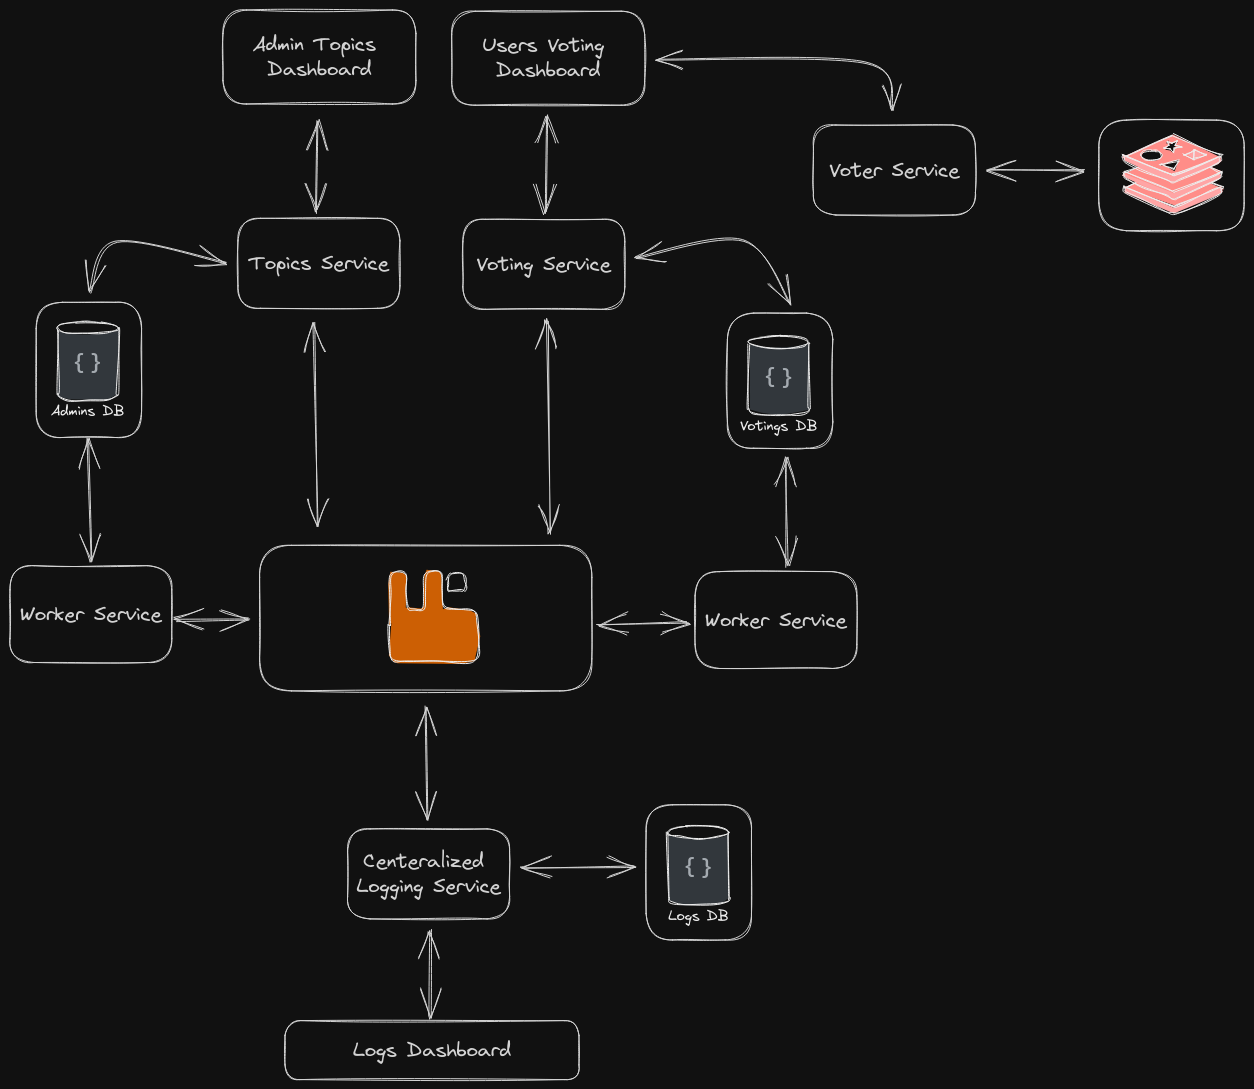 Admin Topics
Dashboard
Users Voting
Dashboard
Voter Service
Topics Service
Voting Service
{ }
Admins DB
{ }
Votings DB
Worker Service
Worker Service
Centeralized
Logging Service
{ }
Logs DB
Logs Dashboard